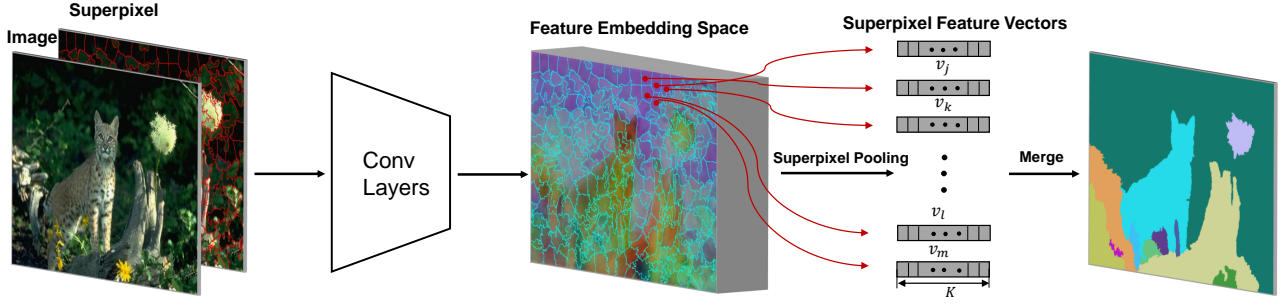 Superpixel
Image
Conv
Layers
Feature Embedding Space
Superpixel Pooling
Superpixel Feature Vectors
v_j
v_k
v_l
v_m
K
Merge